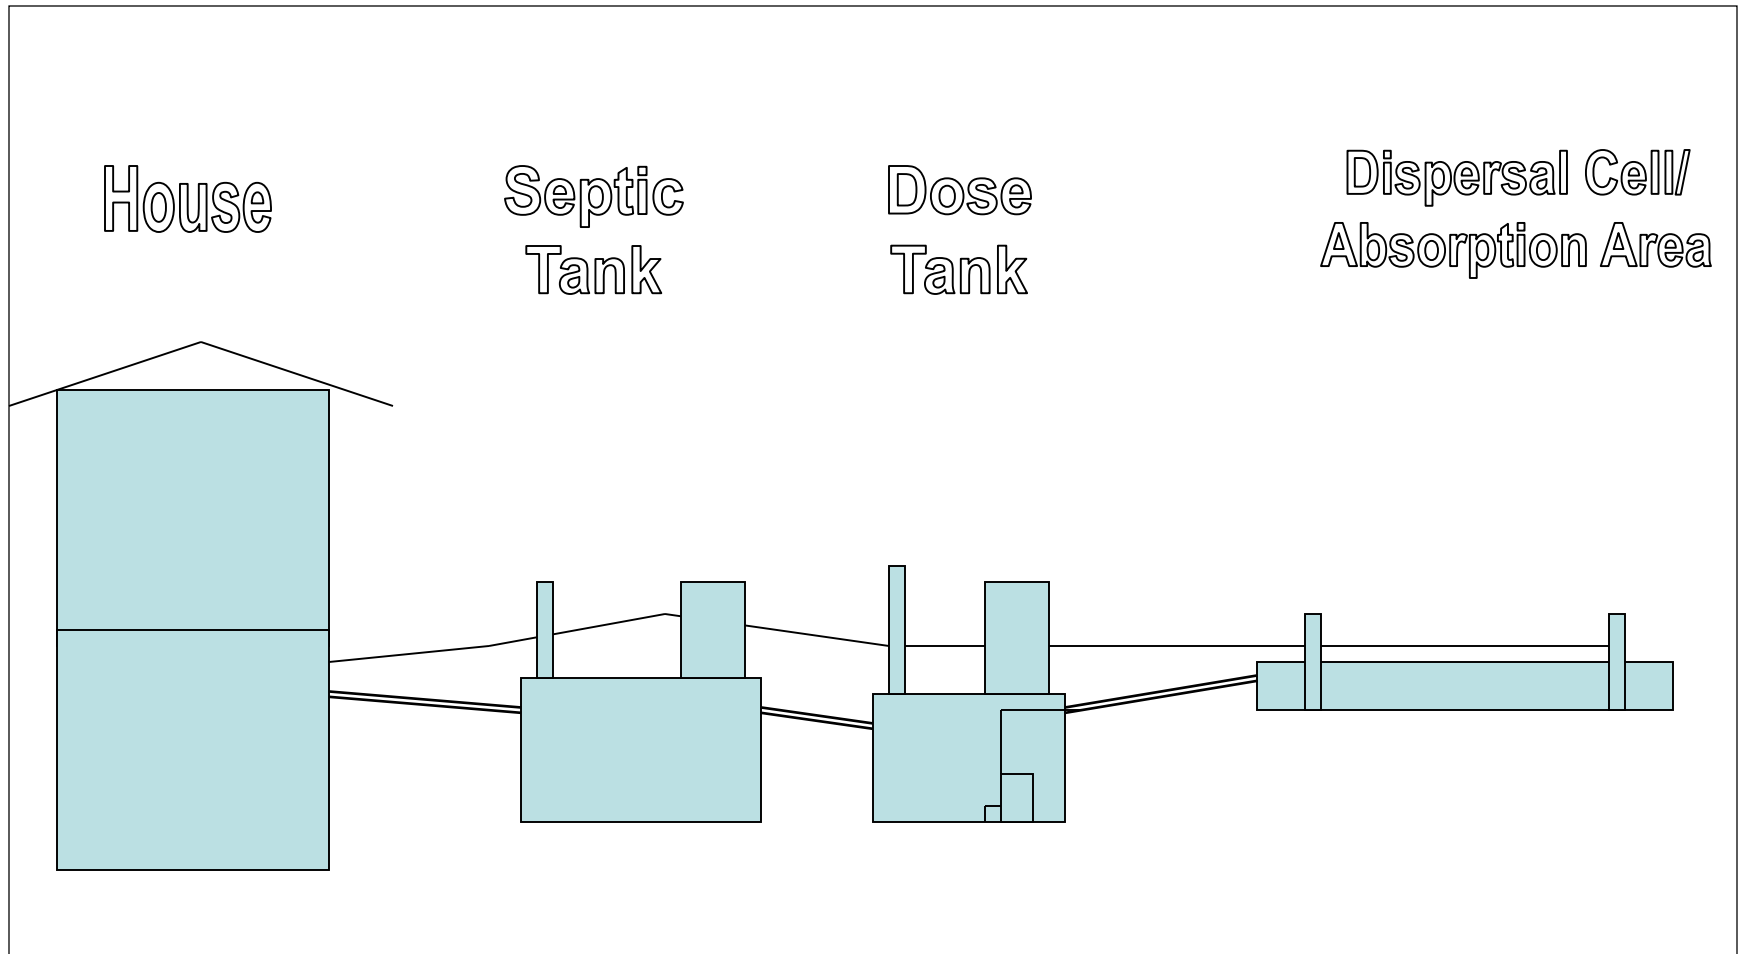 House
Septic
Tank
Dose
Tank
Dispersal Cell/
Absorption Area